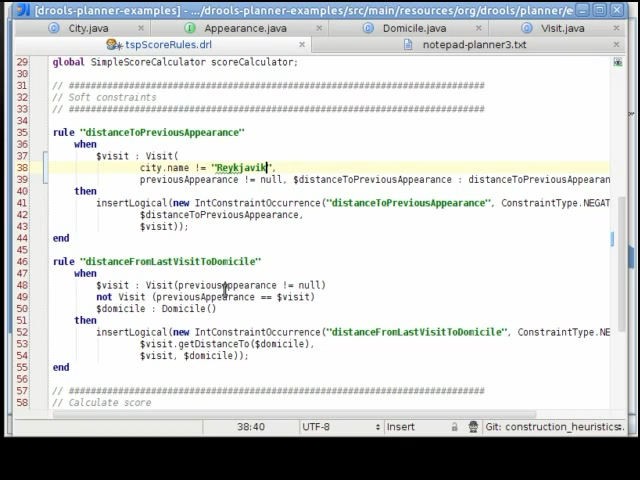 [drools-planner-examples] - .../drools-planner-examples/src/main/resources/org/drools/planner/e
City.java Appearance.java Domicile.java Visit.java
tspScoreRules.drl notepad-planner3.txt
29 global SimpleScoreCalculator scoreCalculator;
30
31 // ########################################################################
32 // Soft constraints
33 // ########################################################################
34
35 rule "distanceToPreviousAppearance"
36 when
37 $visit : Visit(
38 city.name != "Reykjavik",
39 previousAppearance != null, $distanceToPreviousAppearance : distanceToPreviousAppearan
40 then
41 insertLogical(new IntConstraintOccurrence("distanceToPreviousAppearance", ConstraintType.NEGAT
42 $distanceToPreviousAppearance,
43 $visit));
44 end
45
46 rule "distanceFromLastVisitToDomicile"
47 when
48 $visit : Visit(previousAppearance != null)
49 not Visit (previousAppearance == $visit)
50 $domicile : Domicile()
51 then
52 insertLogical(new IntConstraintOccurrence("distanceFromLastVisitToDomicile", ConstraintType.NE
53 $visit.getDistanceTo($domicile),
54 $visit, $domicile));
55 end
56
57 // ########################################################################
58 // Calculate score
38:40 UTF-8 Insert Git: construction_heuristics